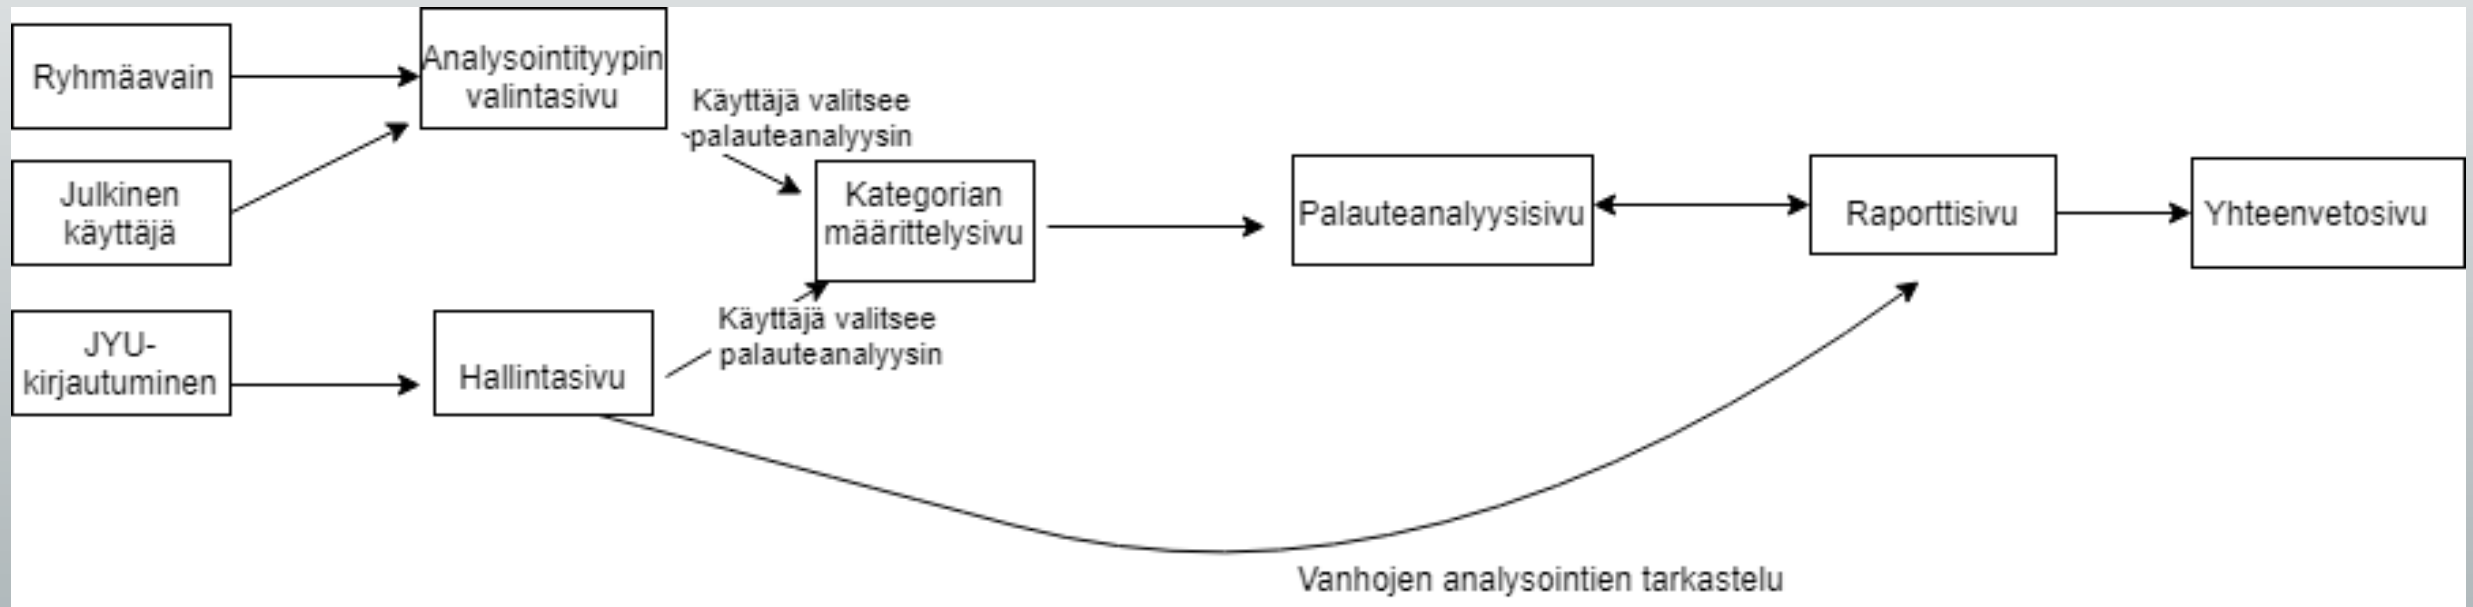 Ryhmäavain
Analysointityypin
valintasivu
Käyttäjä valitsee
palauteanalyysin
Julkinen
käyttäjä
Kategorian
määrittelysivu
Palauteanalyysisivu
Raporttisivu
Yhteenvetosivu
JYU-
kirjautuminen
Hallintasivu
Käyttäjä valitsee
palauteanalyysin
Vanhojen analysointien tarkastelu